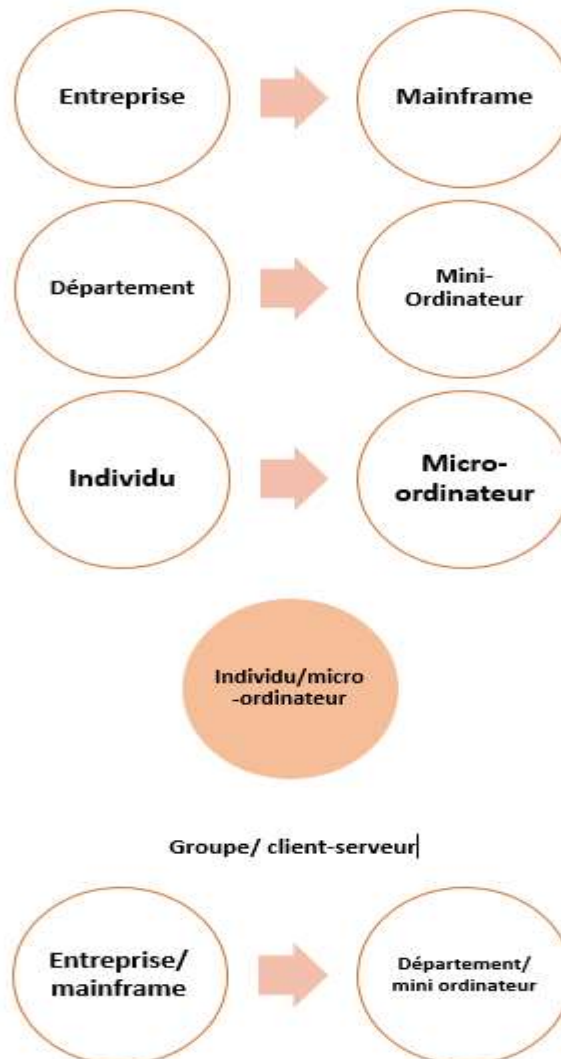 Entreprise
Mainframe
Département
Mini-
Ordinateur
Individu
Micro-
ordinateur
Individu/micro
-ordinateur
Groupe/ client-serveur
Entreprise/
mainframe
Département/
mini ordinateur